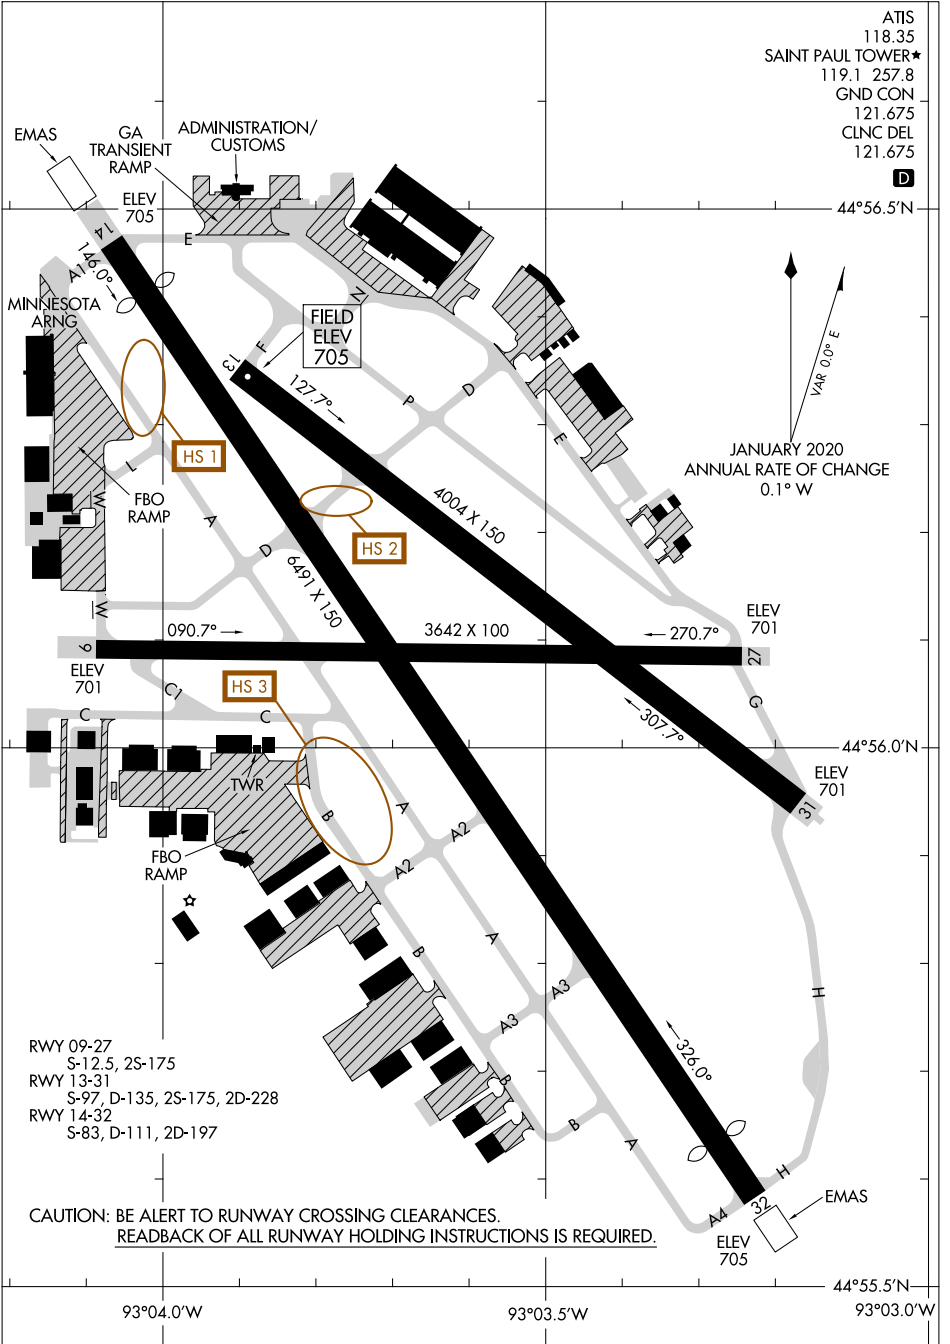 ATIS
118.35
SAINT PAUL TOWER★
119.1 257.8
GND CON
121.675
CLNC DEL
121.675
D
EMAS
GA
TRANSIENT
RAMP
ADMINISTRATION/
CUSTOMS
ELEV
705
44°56.5'N
14
E
146.0°
A1
N
MINNESOTA
ARNG
FIELD
ELEV
705
F
13
127.7°
VAR 0.0° E
P
D
E
HS 1
JANUARY 2020
ANNUAL RATE OF CHANGE
0.1° W
L
FBO
RAMP
W
A
4004 X 150
HS 2
D
6491 X 150
W
ELEV
701
090.7°
3642 X 100
270.7°
9
27
ELEV
701
C1
HS 3
G
C
C
307.7°
44°56.0'N
TWR
ELEV
701
31
B
A
A2
A2
FBO
RAMP
B
A
H
A3
A3
326.0°
RWY 09-27
S-12.5, 2S-175
RWY 13-31
S-97, D-135, 2S-175, 2D-228
RWY 14-32
S-83, D-111, 2D-197
B
B
A
H
EMAS
32
A4
ELEV
705
CAUTION: BE ALERT TO RUNWAY CROSSING CLEARANCES.
READBACK OF ALL RUNWAY HOLDING INSTRUCTIONS IS REQUIRED.
44°55.5'N
93°04.0'W
93°03.5'W
93°03.0'W